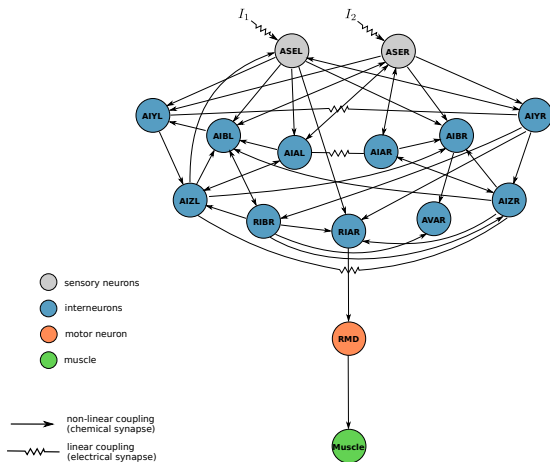 I1 I2
ASEL ASER
AIYL AIYR
AIBL AIBR
AIAL AIAR
AIZL AIZR
RIBL RIAR AVAR
sensory neurons
interneurons
motor neuron
RMD
muscle
non-linear coupling
(chemical synapse)
linear coupling
(electrical synapse)
Muscle